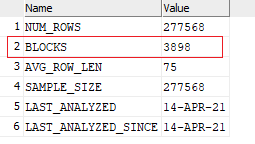 Name Value
1 NUM_ROWS 277568
2 BLOCKS 3898
3 AVG_ROW_LEN 75
4 SAMPLE_SIZE 277568
5 LAST_ANALYZED 14-APR-21
6 LAST_ANALYZED_SINCE 14-APR-21